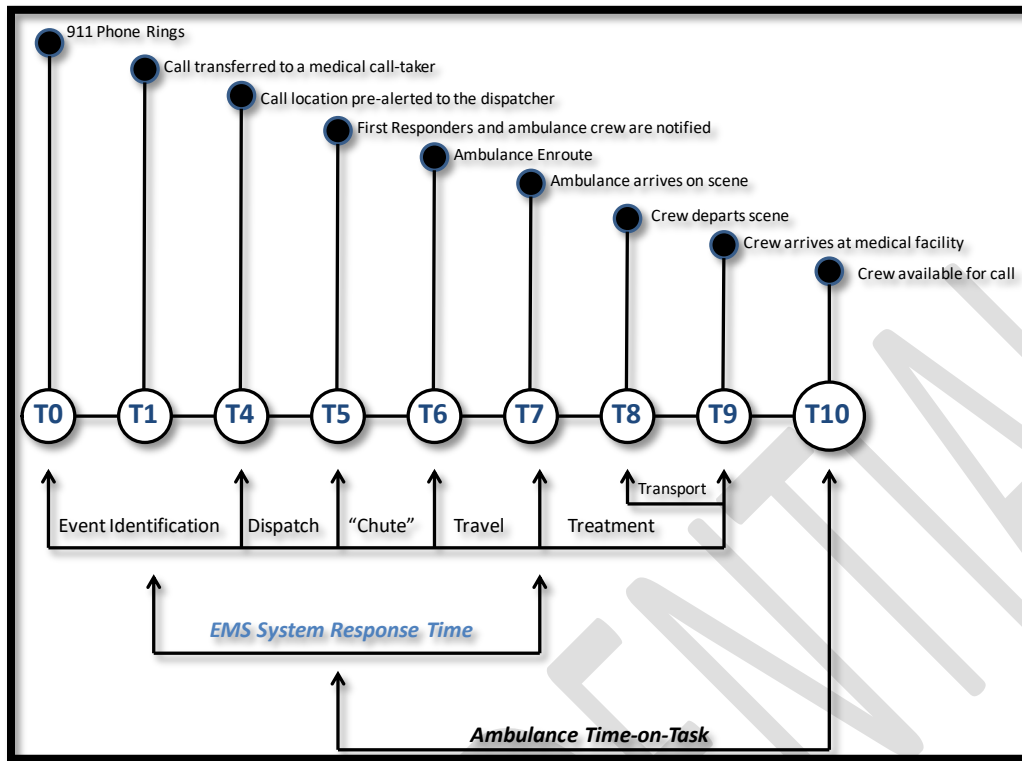 911 Phone Rings
Call transferred to a medical call-taker
Call location pre-alerted to the dispatcher
First Responders and ambulance crew are notified
Ambulance Enroute
Ambulance arrives on scene
Crew departs scene
Crew arrives at medical facility
Crew available for call
T0 T1 T4 T5 T6 T7 T8 T9 T10
Transport
Event Identification Dispatch “Chute” Travel Treatment
EMS System Response Time
Ambulance Time-on-Task
ENTIAL